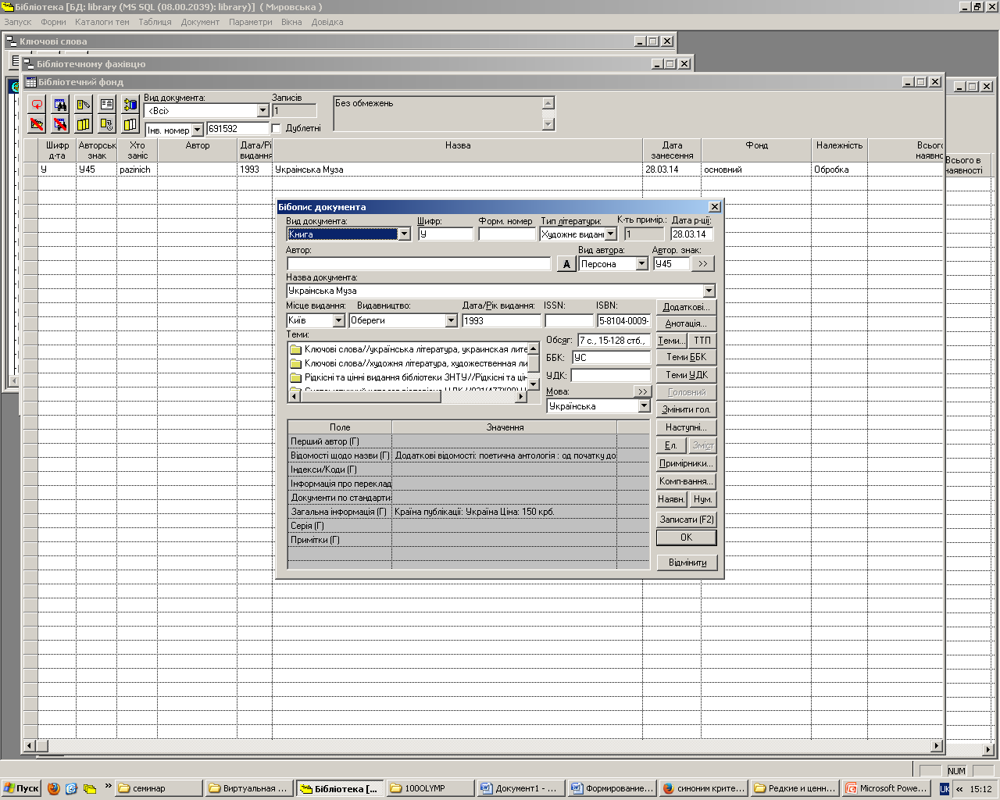 Бібліотека [БД: library (MS SQL (08.00.2039): library)] ( Мировська )
Запуск Форми Каталоги тем Таблиця Документ Параметри Вікна Довідка
Ключові слова
Бібліотечному фахівцю
Бібліотечний фонд
Вид документа: Записів
<Всі> 1 Без обмежень
Інв. номер 691592 Дублетні
Шифр д-та Авторськ знак Хто заніс Автор Дата/Рі видання Назва Дата занесення Фонд Належність Всього наявно
Всього в наявності
У У45 pazinich 1993 Українська Муза 28.03.14 основний Обробка
Бібопис документа
Вид документа: Шифр: Форм. номер Тип літератури: К-ть примір.: Дата р-ції:
Книга У Художнє видан 1 28.03.14
Автор: Вид автора: Автор. знак:
А Персона У45 >>
Назва документа:
Українська Муза
Місце видання: Видавництво: Дата/Рік видання: ISSN: ISBN: Додаткові...
Київ Обереги 1993 5-8104-0009- Анотація...
Теми: Обсяг: 7 с., 15-128 стб., Теми... ТТП
Ключові слова//українська література, украинская лите
ББК: УС Теми ББК
Ключові слова//художня література, художественная ли
УДК: Теми УДК
Рідкісні та цінні видання бібліотеки ЗНТУ//Рідкісні та цін
Мова: >> Головний
Українська Змінити гол.
Поле Значення Наступні...
Перший автор (Г) Ел. Зміст
Відомості щодо назви (Г) Додаткові відомості: поетична антологія : од початку до
Індекси/Коди (Г) Примірники...
Інформація про переклад Комп-вання...
Документи по стандарти Наявн. Нум.
Загальна інформація (Г) Країна публікації: Україна Ціна: 150 крб. Записати (F2)
Серія (Г)
Примітки (Г) OK
Відмінити
NUM
Пуск » семинар Виртуальная ... Бібліотека [... 100OLYMP Документ1 - ... Формирование... синоним крите... Редкие и ценн... Microsoft Powe... UK « 15:12